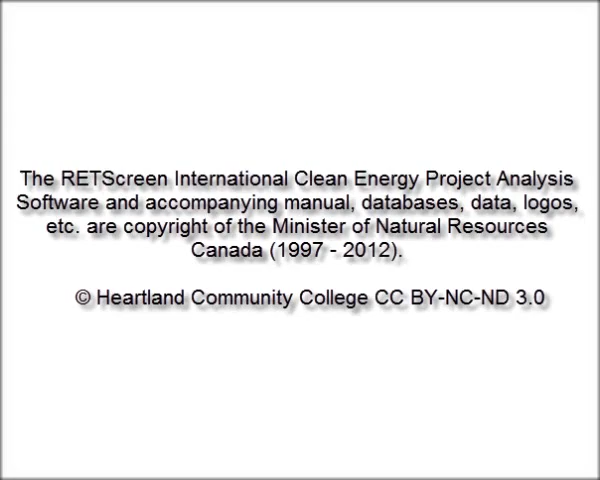 The RETScreen International Clean Energy Project Analysis
Software and accompanying manual, databases, data, logos,
etc. are copyright of the Minister of Natural Resources
Canada (1997 - 2012).
© Heartland Community College CC BY-NC-ND 3.0